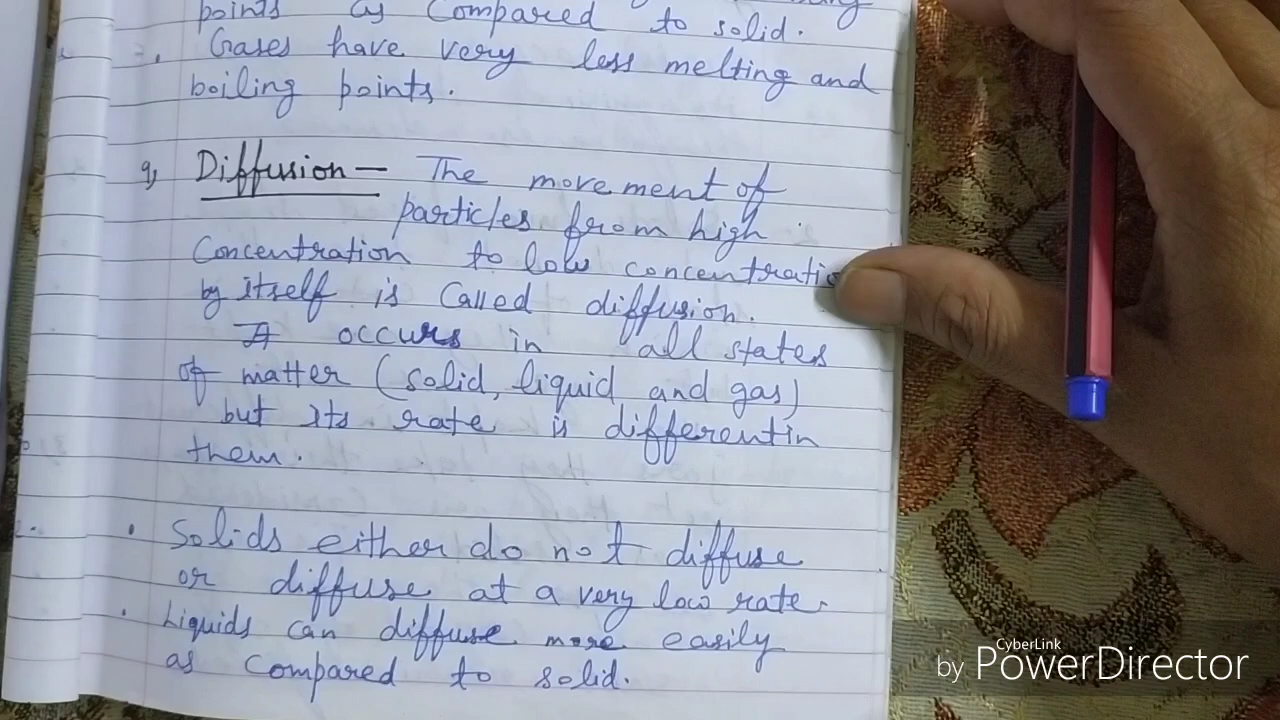 points as compared to solid.
Gases have very less melting and
boiling points.
9, Diffusion — The movement of
particles from high
Concentration to low concentratio
by itself is Called diffusion.
It occurs in all states
of matter (solid, liquid and gas)
but its rate is different in
them.
• Solids either do not diffuse
or diffuse at a very low rate.
• Liquids can diffuse more easily
as compared to solid.
CyberLink
by PowerDirector